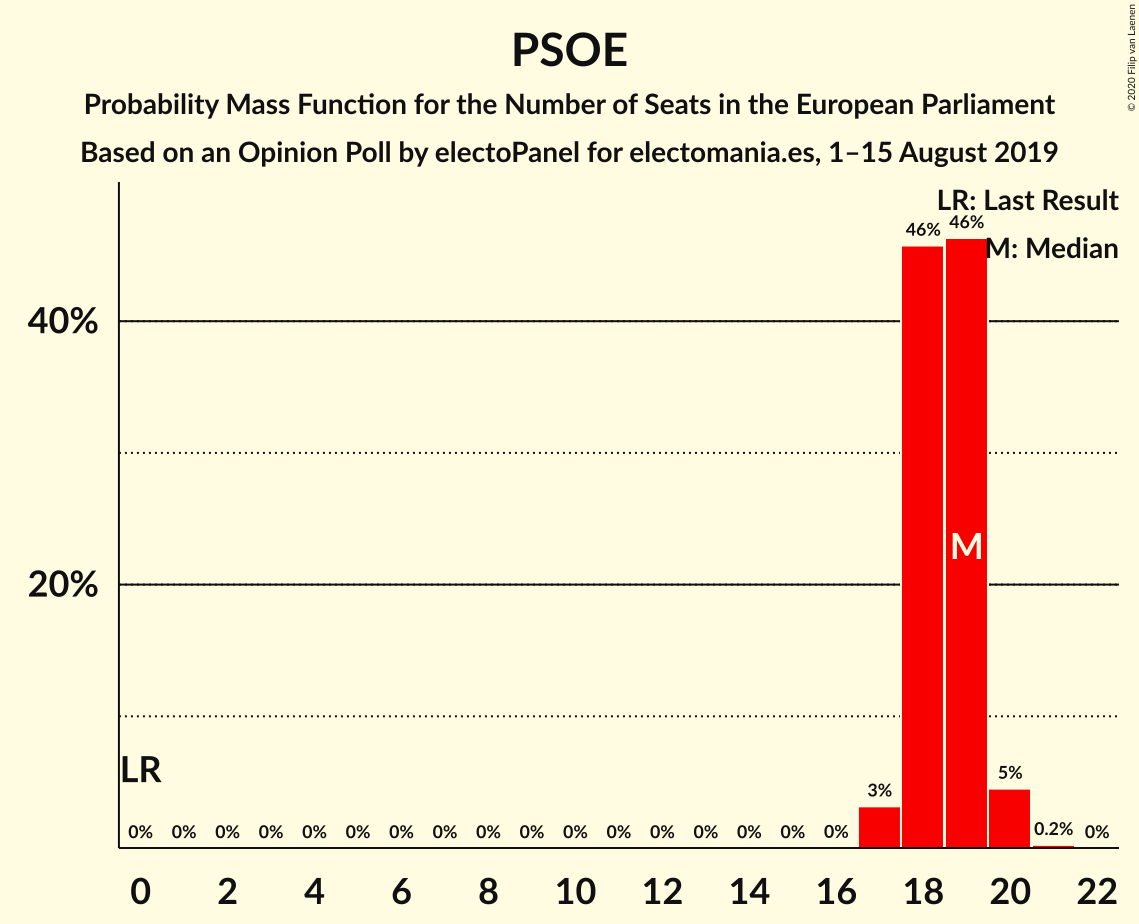 PSOE
Probability Mass Function for the Number of Seats in the European Parliament
Based on an Opinion Poll by electoPanel for electomania.es, 1–15 August 2019
© 2020 Filip van Laenen
LR: Last Result
M: Median
46% 46%
40%
M
20%
LR
0% 0% 0% 0% 0% 0% 0% 0% 0% 0% 0% 0% 0% 0% 0% 0% 0% 3% 5% 0.2% 0%
0 2 4 6 8 10 12 14 16 18 20 22